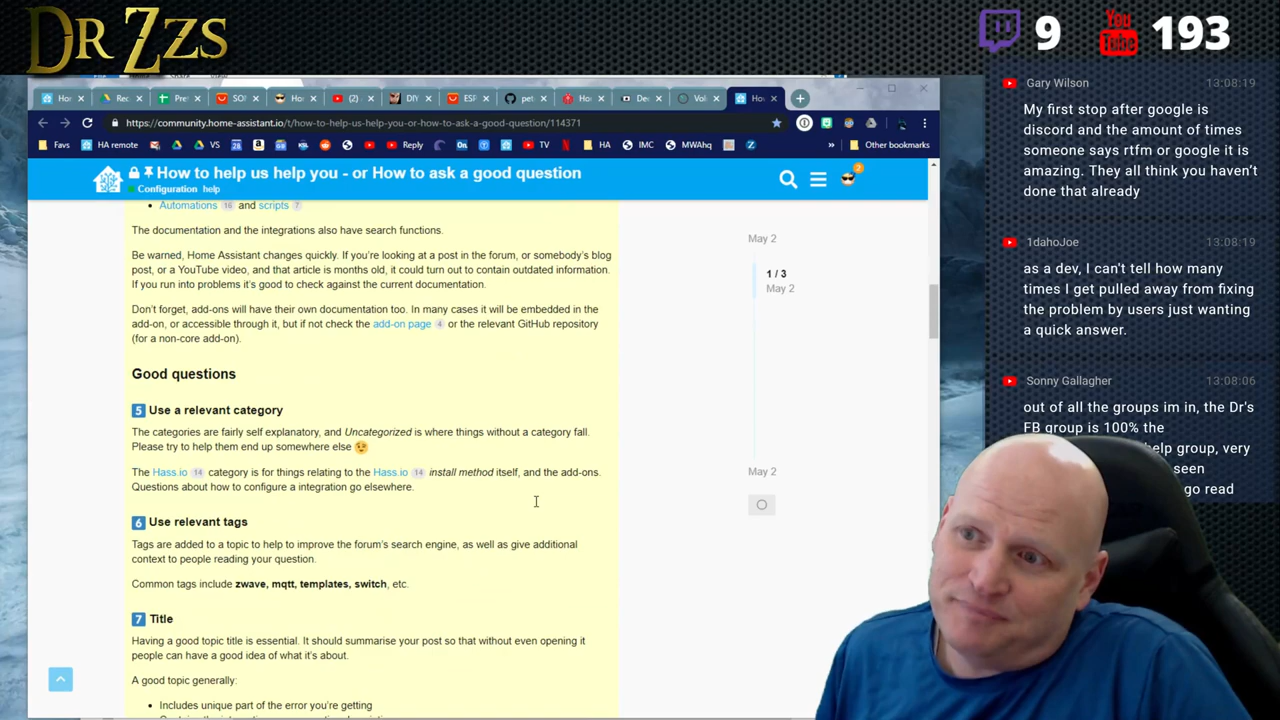 DR ZZS
9
193
Hor
Rec
Pre
SO
Ho
(2)
DIY
ESP
pet
Ho
De
Vol
Ho
https://community.home-assistant.io/t/how-to-help-us-help-you-or-how-to-ask-a-good-question/114371
Favs
HA remote
VS
Reply
TV
HA
IMC
MWAhq
»
Other bookmarks
How to help us help you - or How to ask a good question
Configuration help
2
• Automations 16 and scripts 7
The documentation and the integrations also have search functions.
Be warned, Home Assistant changes quickly. If you're looking at a post in the forum, or somebody's blog
post, or a YouTube video, and that article is months old, it could turn out to contain outdated information.
If you run into problems it's good to check against the current documentation.
Don't forget, add-ons will have their own documentation too. In many cases it will be embedded in the
add-on, or accessible through it, but if not check the add-on page 4 or the relevant GitHub repository
(for a non-core add-on).
Good questions
5 Use a relevant category
The categories are fairly self explanatory, and Uncategorized is where things without a category fall.
Please try to help them end up somewhere else 😉
The Hass.io 14 category is for things relating to the Hass.io 14 install method itself, and the add-ons.
Questions about how to configure a integration go elsewhere.
6 Use relevant tags
Tags are added to a topic to help to improve the forum's search engine, as well as give additional
context to people reading your question.
Common tags include zwave, mqtt, templates, switch, etc.
7 Title
Having a good topic title is essential. It should summarise your post so that without even opening it
people can have a good idea of what it's about.
A good topic generally:
• Includes unique part of the error you're getting
May 2
1 / 3
May 2
May 2
Gary Wilson 13:08:19
My first stop after google is
discord and the amount of times
someone says rtfm or google it is
amazing. They all think you haven't
done that already
1dahoJoe 13:08:19
as a dev, I can't tell how many
times I get pulled away from fixing
the problem by users just wanting
a quick answer.
Sonny Gallagher 13:08:06
out of all the groups im in, the Dr's
FB group is 100% the
help group, very
seen
go read